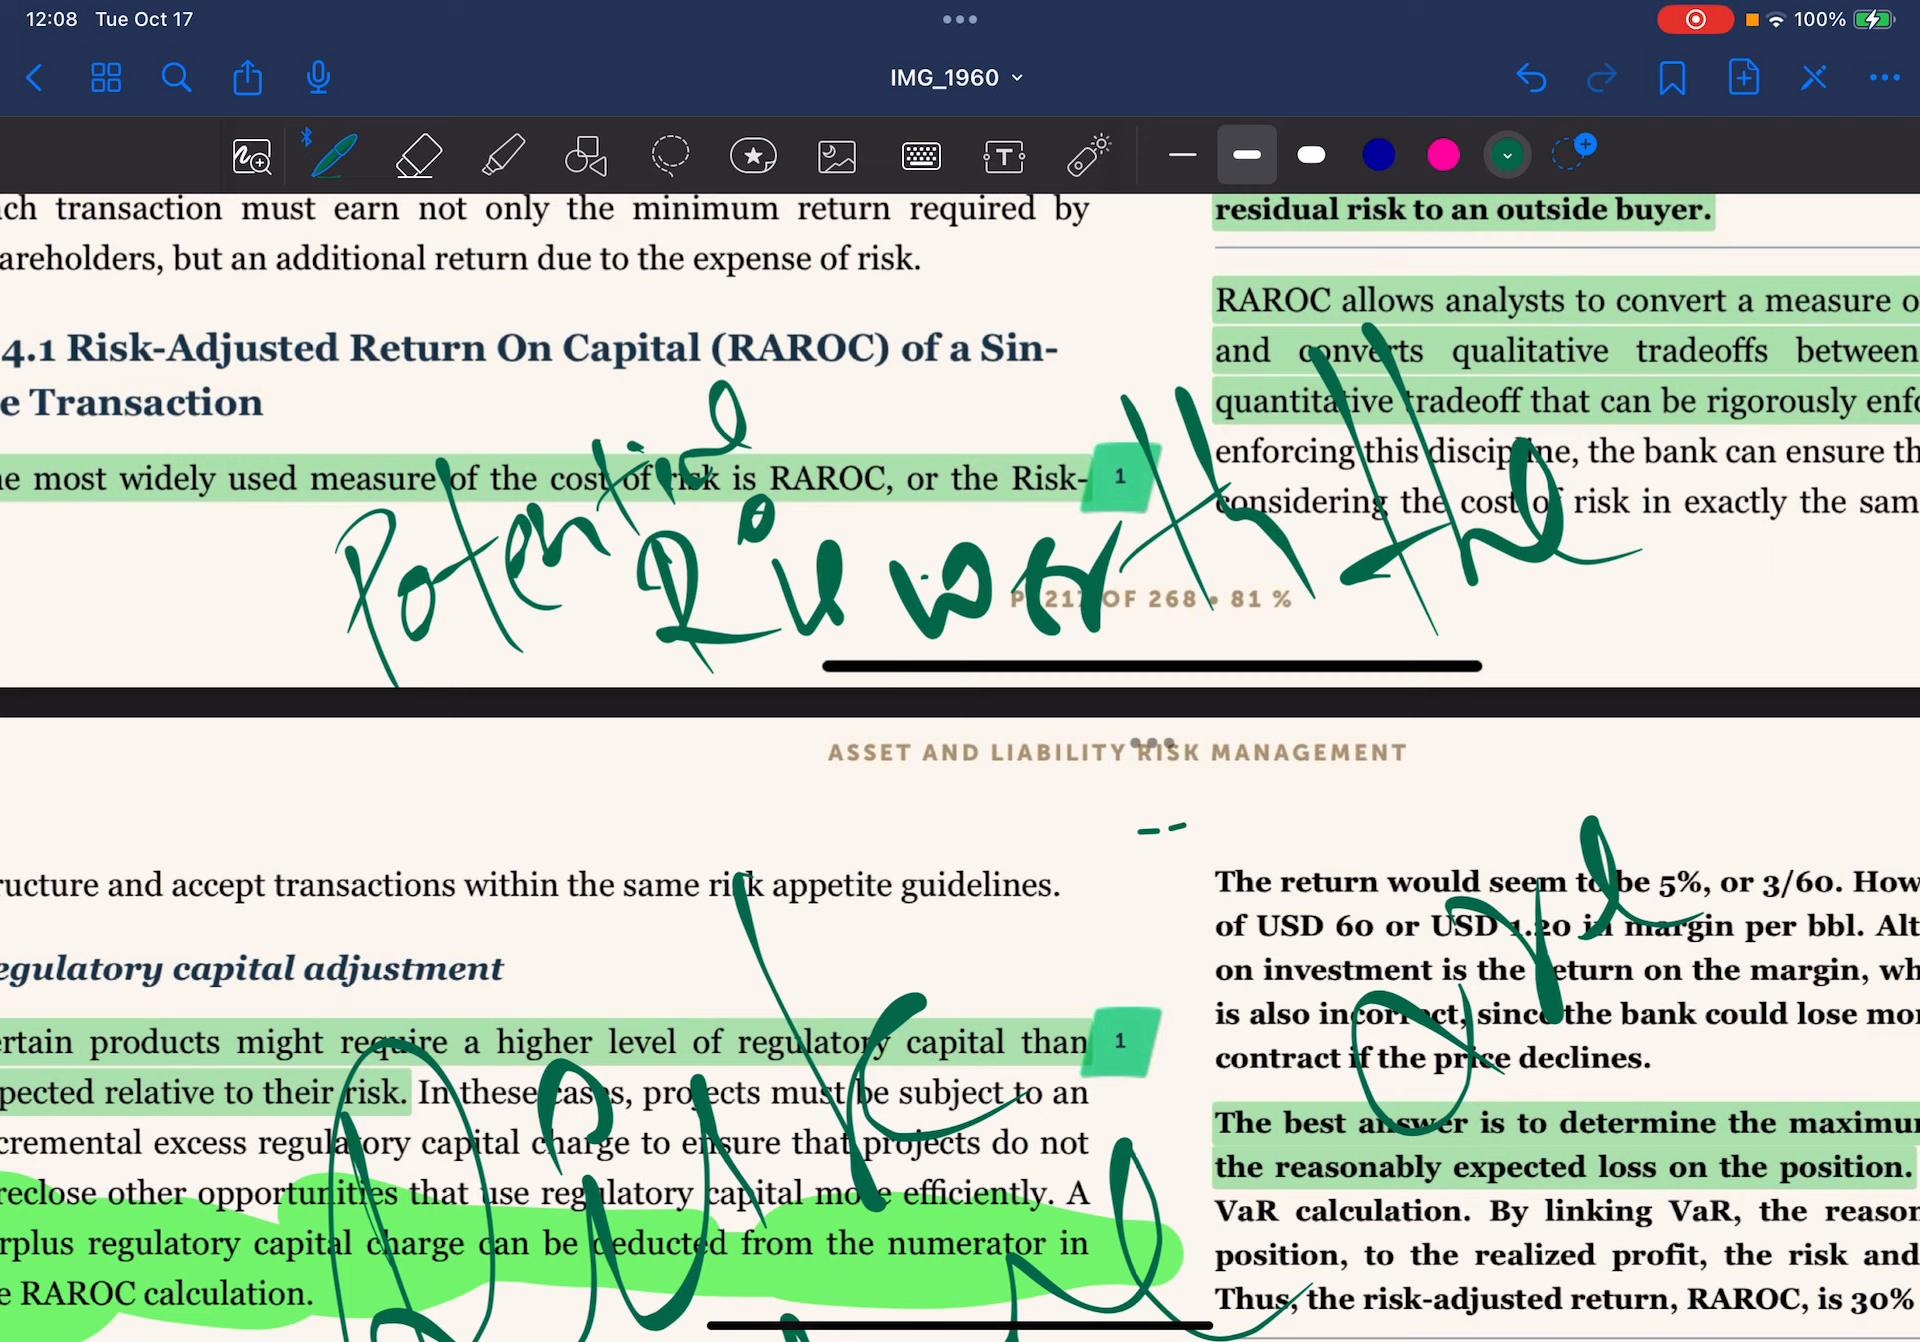 12:08 Tue Oct 17
100%
IMG_1960
ch transaction must earn not only the minimum return required by
areholders, but an additional return due to the expense of risk.
4.1 Risk-Adjusted Return On Capital (RAROC) of a Sin-
e Transaction
e most widely used measure of the cost of risk is RAROC, or the Risk-
1
residual risk to an outside buyer.
RAROC allows analysts to convert a measure o
and converts qualitative tradeoffs between
quantitative tradeoff that can be rigorously enfo
enforcing this discipline, the bank can ensure th
considering the cost of risk in exactly the sam
Potential
worth the
P 217 OF 268 • 81 %
ASSET AND LIABILITY RISK MANAGEMENT
ructure and accept transactions within the same risk appetite guidelines.
egulatory capital adjustment
ertain products might require a higher level of regulatory capital than
1
pected relative to their risk. In these cases, projects must be subject to an
cremental excess regulatory capital charge to ensure that projects do not
reclose other opportunities that use regulatory capital more efficiently. A
rplus regulatory capital charge can be deducted from the numerator in
e RAROC calculation.
The return would seem to be 5%, or 3/60. How
of USD 60 or USD 1.20 in margin per bbl. Alt
on investment is the return on the margin, wh
is also incorrect, since the bank could lose mor
contract if the price declines.
The best answer is to determine the maximum
the reasonably expected loss on the position.
VaR calculation. By linking VaR, the reason
position, to the realized profit, the risk and
Thus, the risk-adjusted return, RAROC, is 30%